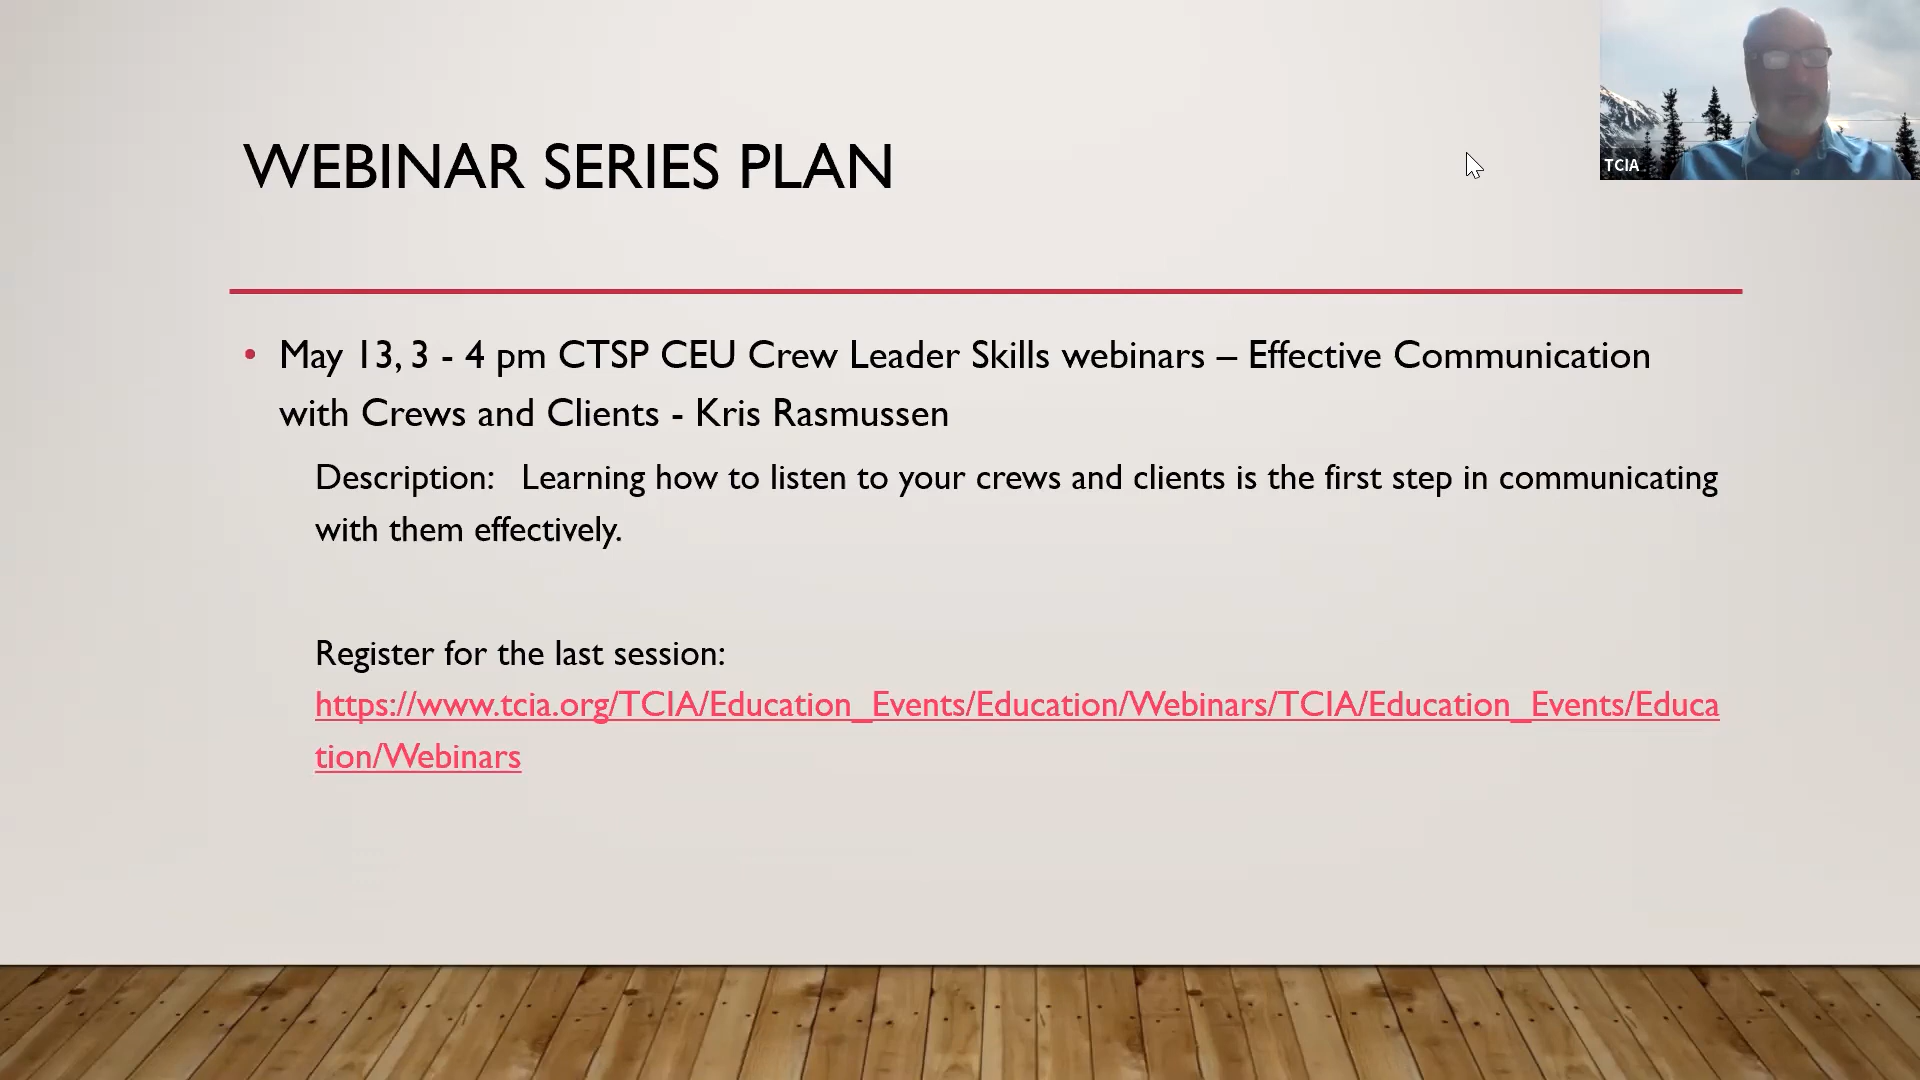 TCIA
WEBINAR SERIES PLAN
• May 13, 3 - 4 pm CTSP CEU Crew Leader Skills webinars – Effective Communication
with Crews and Clients - Kris Rasmussen
Description: Learning how to listen to your crews and clients is the first step in communicating
with them effectively.
Register for the last session:
https://www.tcia.org/TCIA/Education_Events/Education/Webinars/TCIA/Education_Events/Educa
tion/Webinars